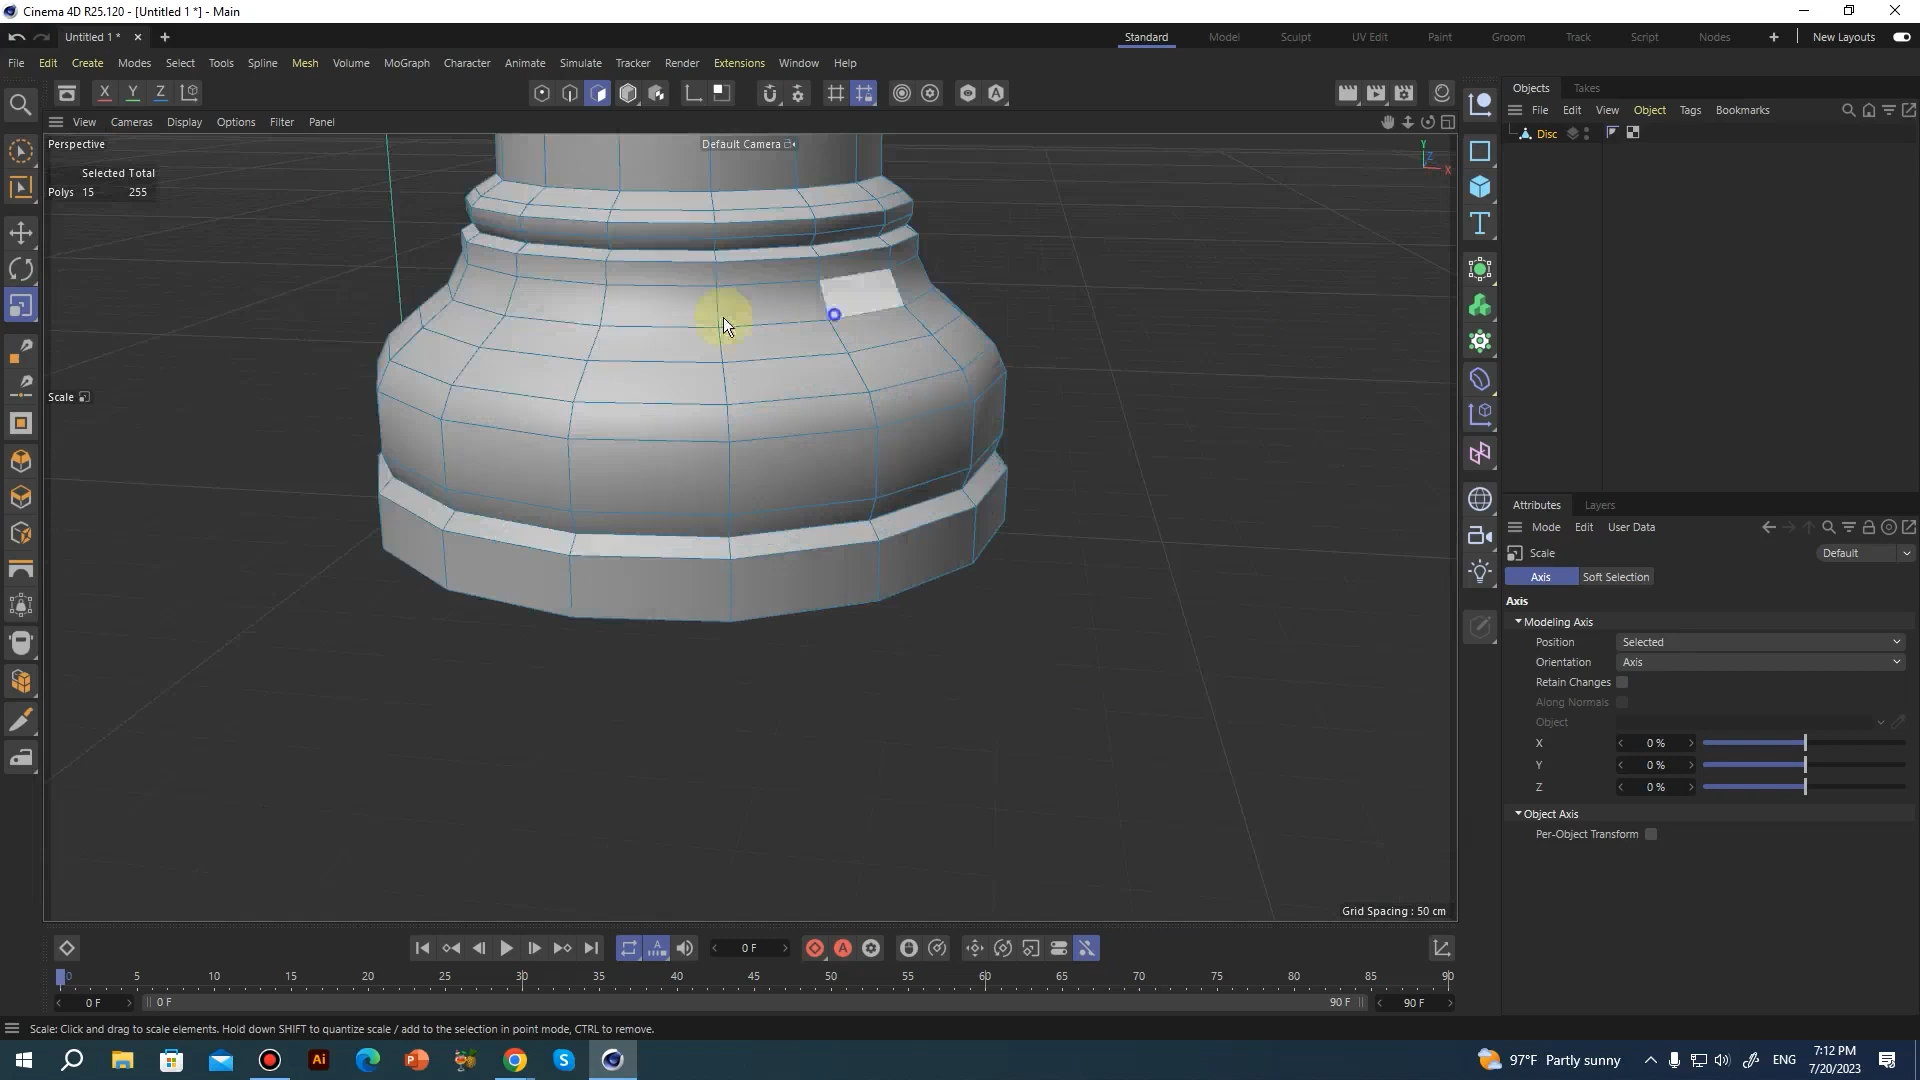 Cinema 4D R25.120 - [Untitled 1 *] - Main
Untitled 1 *
Standard Model Sculpt UV Edit Paint Groom Track Script Nodes New Layouts
File Edit Create Modes Select Tools Spline Mesh Volume MoGraph Character Animate Simulate Tracker Render Extensions Window Help
X Y Z
View Cameras Display Options Filter Panel
Perspective
Default Camera
Selected Total
Polys 15 255
Scale
Y
Z
X
Grid Spacing : 50 cm
Objects Takes
File Edit View Object Tags Bookmarks
Disc
Attributes Layers
Mode Edit User Data
Scale Default
Axis Soft Selection
Axis
Modeling Axis
Position Selected
Orientation Axis
Retain Changes
Along Normals
Object
X 0 %
Y 0 %
Z 0 %
Object Axis
Per-Object Transform
0 F
0 5 10 15 20 25 30 35 40 45 50 55 60 65 70 75 80 85 90
0 F 0 F 90 F 90 F
Scale: Click and drag to scale elements. Hold down SHIFT to quantize scale / add to the selection in point mode, CTRL to remove.
Ai
97°F Partly sunny ENG 7:12 PM
7/20/2023